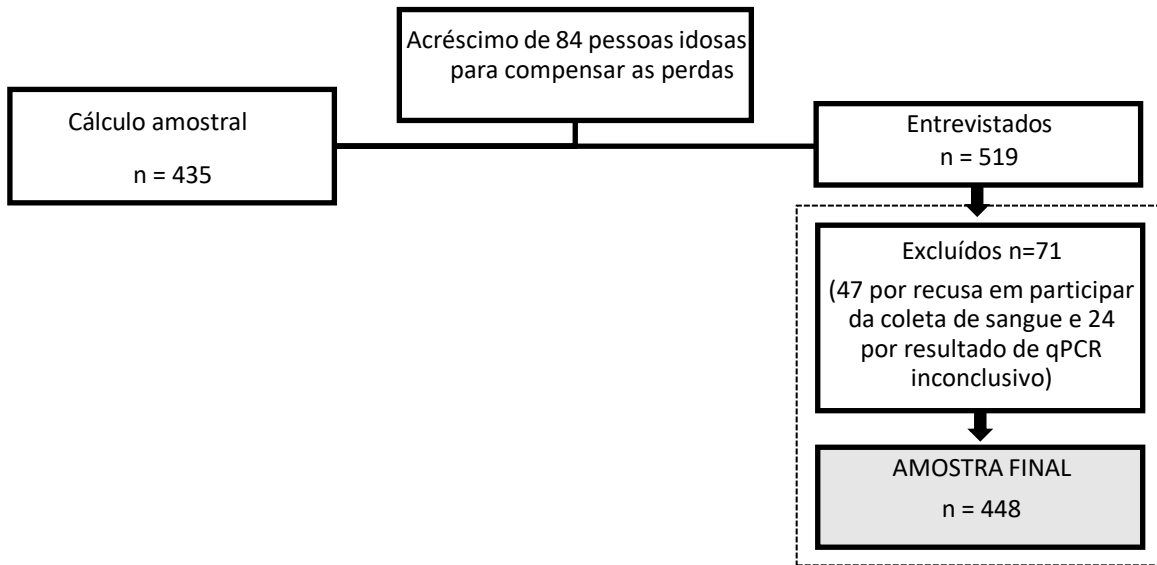 Acréscimo de 84 pessoas idosas
para compensar as perdas
Cálculo amostral
n = 435
Entrevistados
n = 519
Excluídos n=71
(47 por recusa em participar
da coleta de sangue e 24
por resultado de qPCR
inconclusivo)
AMOSTRA FINAL
n = 448